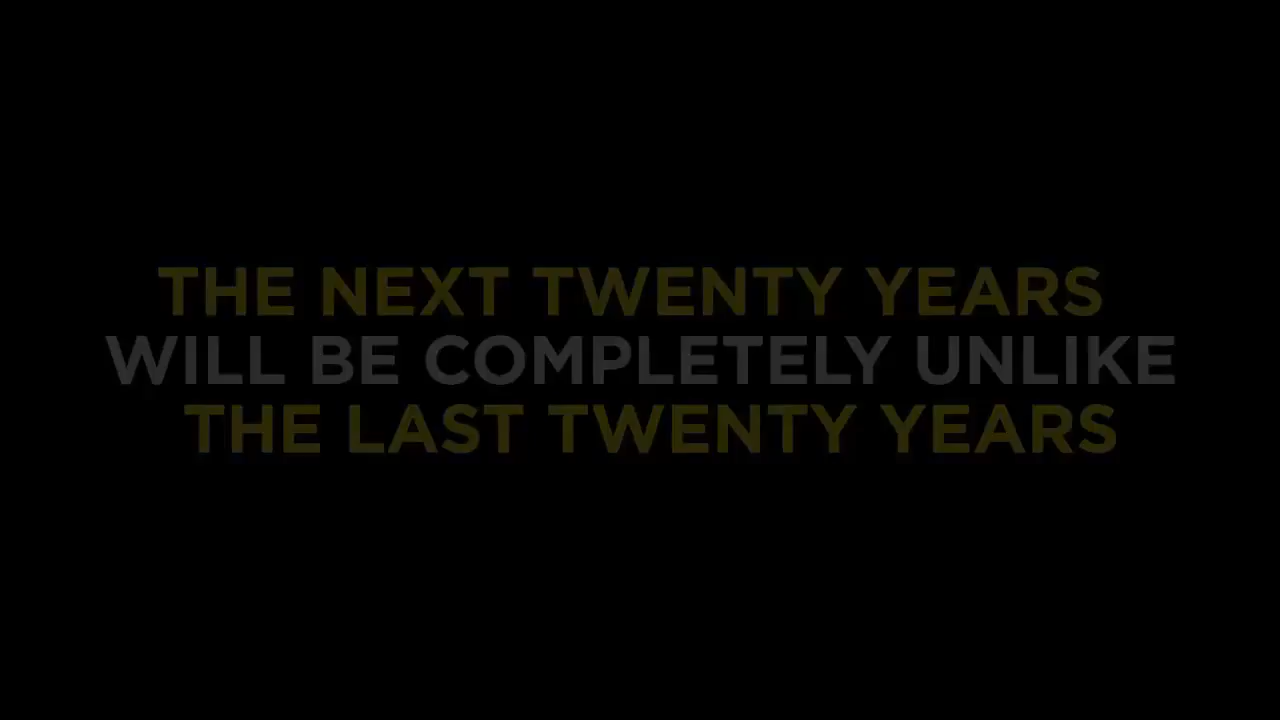 THE NEXT TWENTY YEARS
WILL BE COMPLETELY UNLIKE
THE LAST TWENTY YEARS